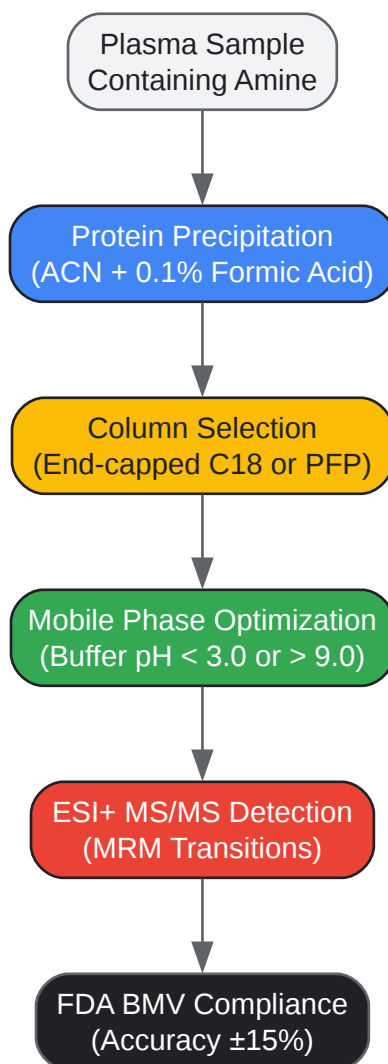 Plasma Sample
Containing Amine
Protein Precipitation
(ACN + 0.1% Formic Acid)
Column Selection
(End-capped C18 or PFP)
Mobile Phase Optimization
(Buffer pH < 3.0 or > 9.0)
ESI+ MS/MS Detection
(MRM Transitions)
FDA BMV Compliance
(Accuracy ±15%)